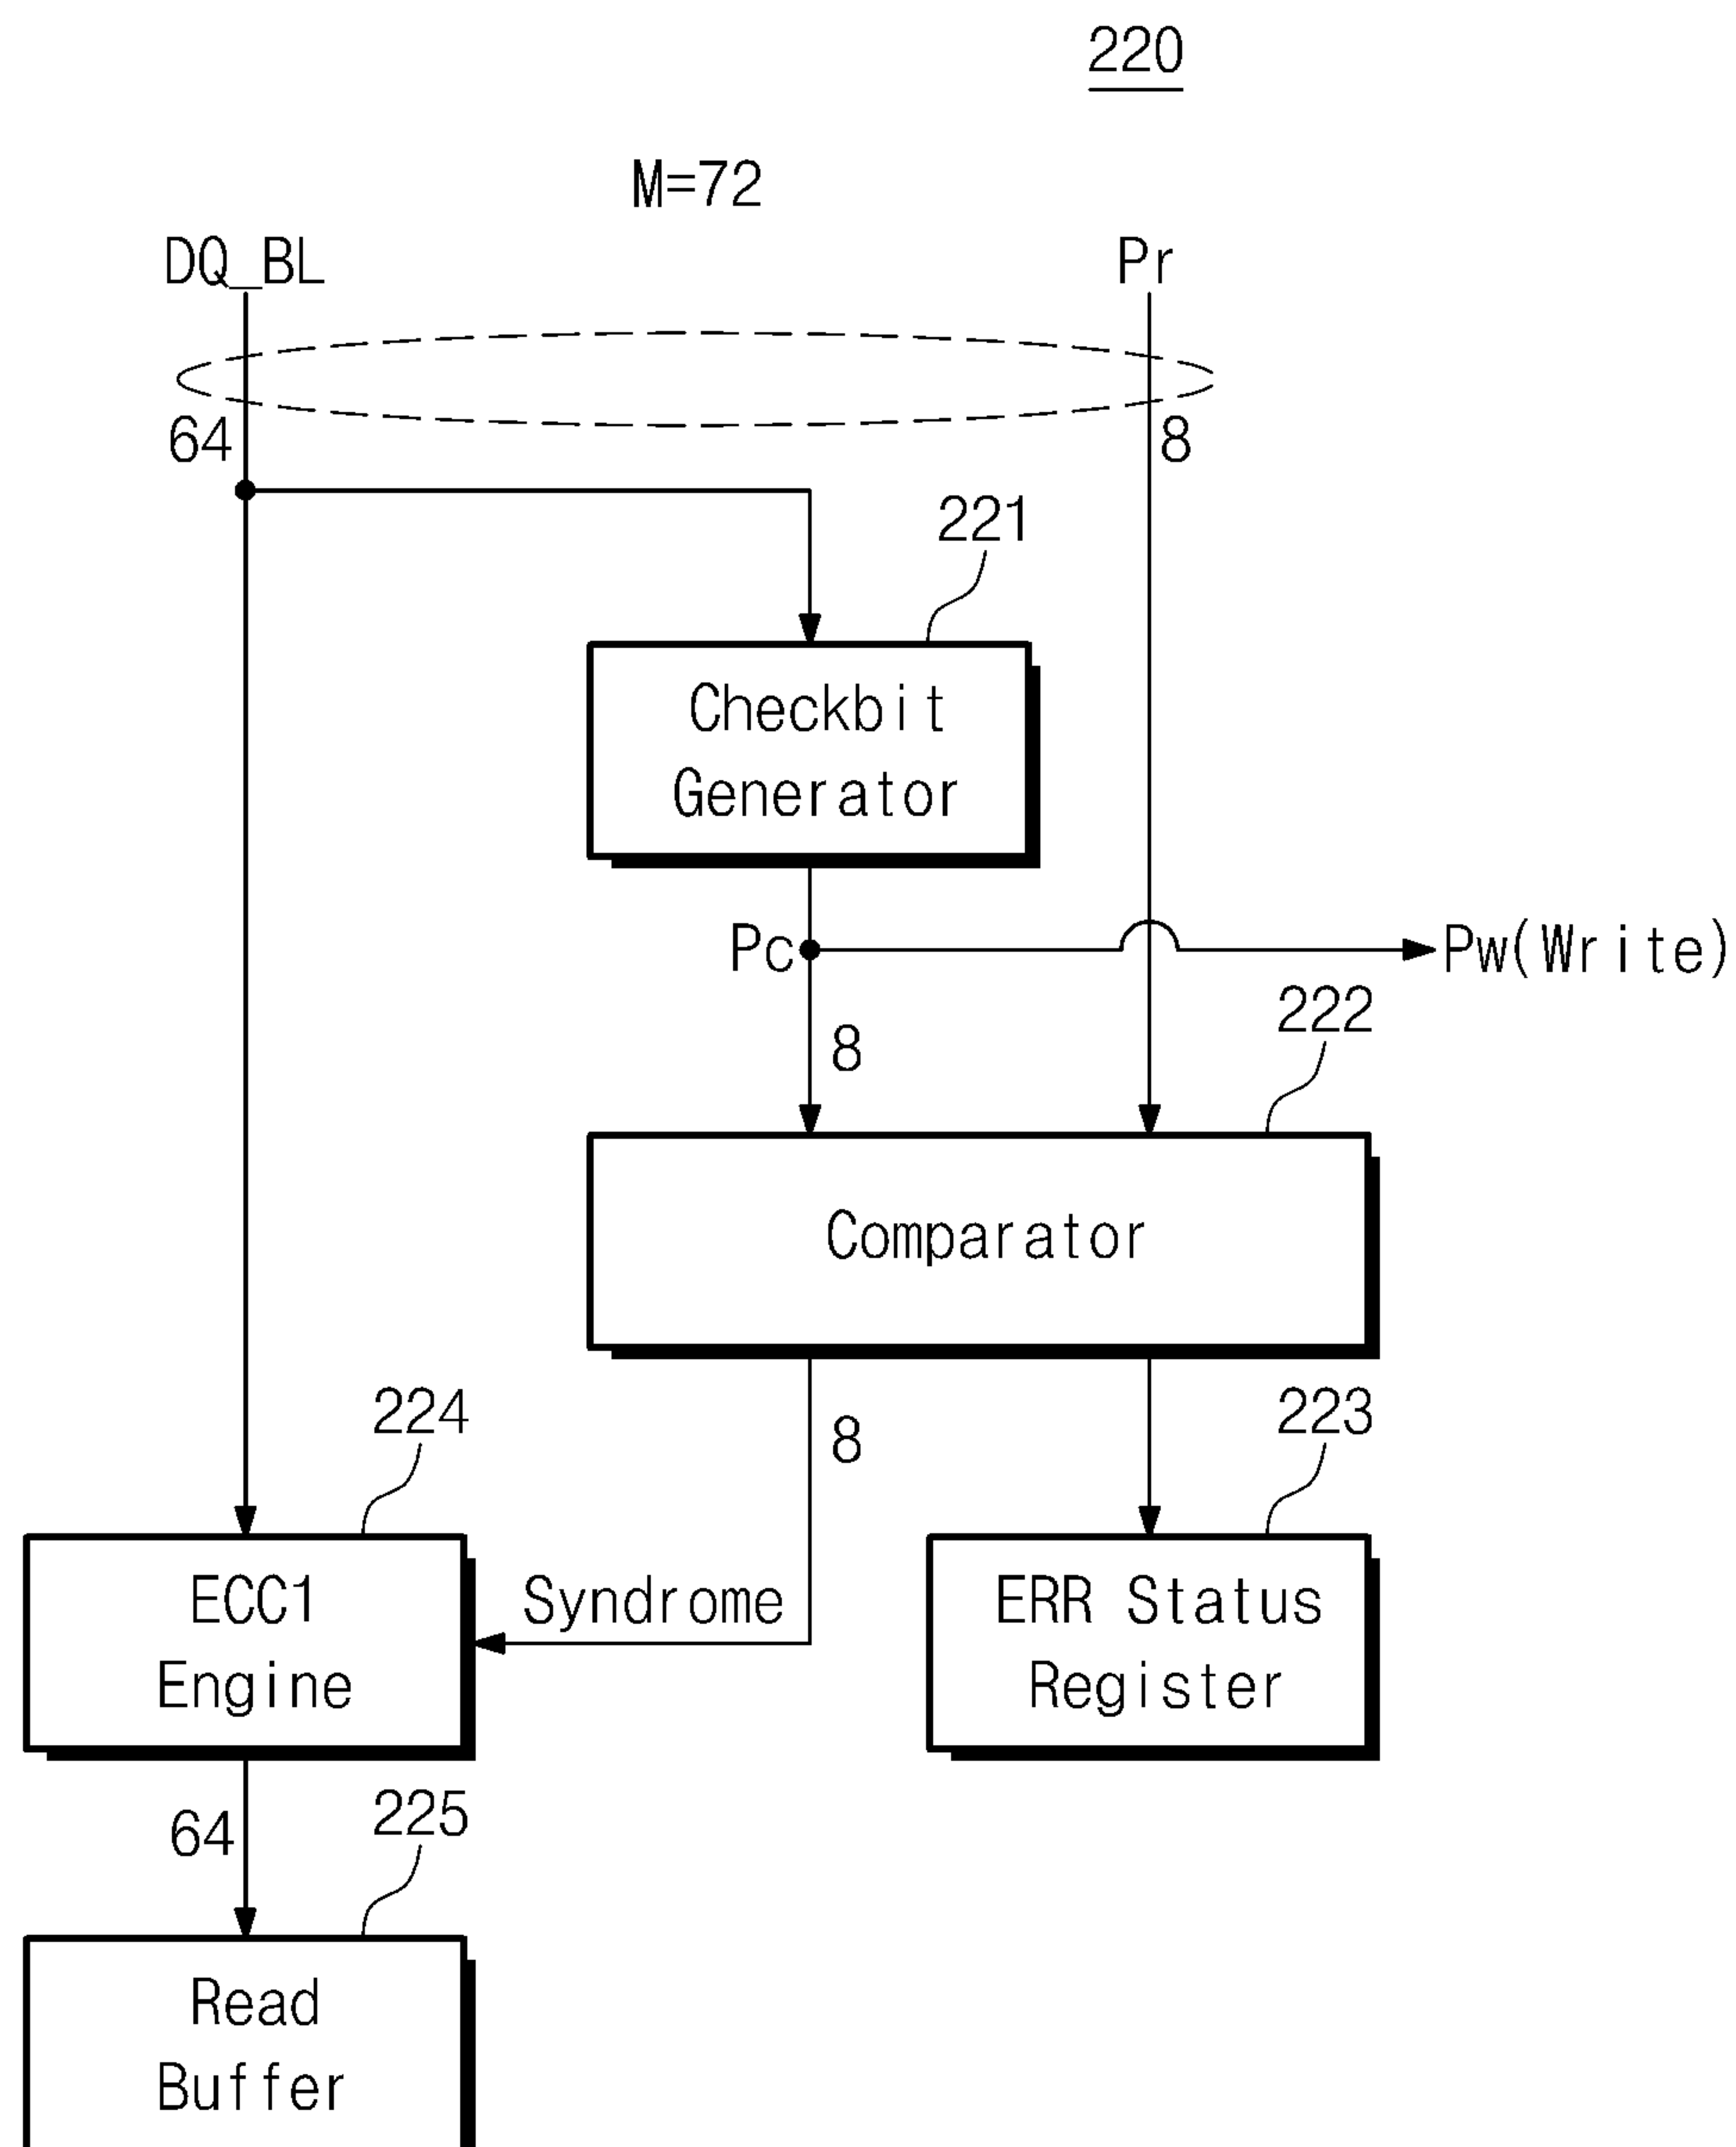 220
M=72
DQ_BL
Pr
64
8
221
Checkbit
Generator
Pc
Pw(Write)
8
222
Comparator
224
8
223
ECC1
Engine
Syndrome
ERR Status
Register
64
225
Read
Buffer